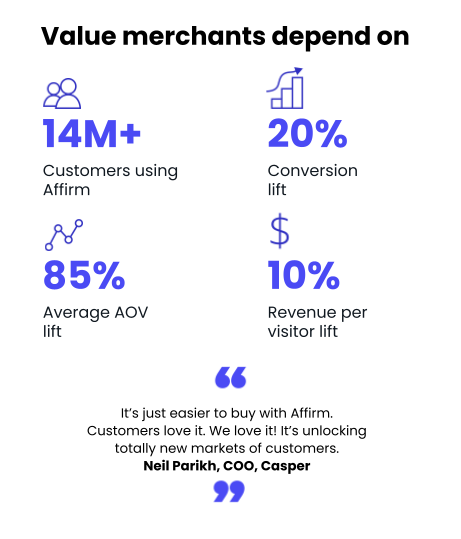 Value merchants depend on
14M+
Customers using
Affirm
20%
Conversion
lift
85%
Average AOV
lift
$
10%
Revenue per
visitor lift
“
It’s just easier to buy with Affirm.
Customers love it. We love it! It’s unlocking
totally new markets of customers.
Neil Parikh, COO, Casper
”